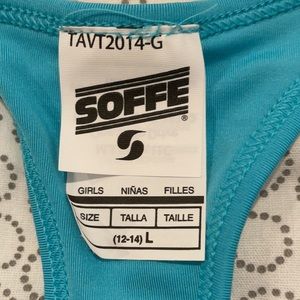 TAVT2014-G
SOFFE®
GIRLS NIÑAS FILLES
SIZE TALLA TAILLE
(12-14) L